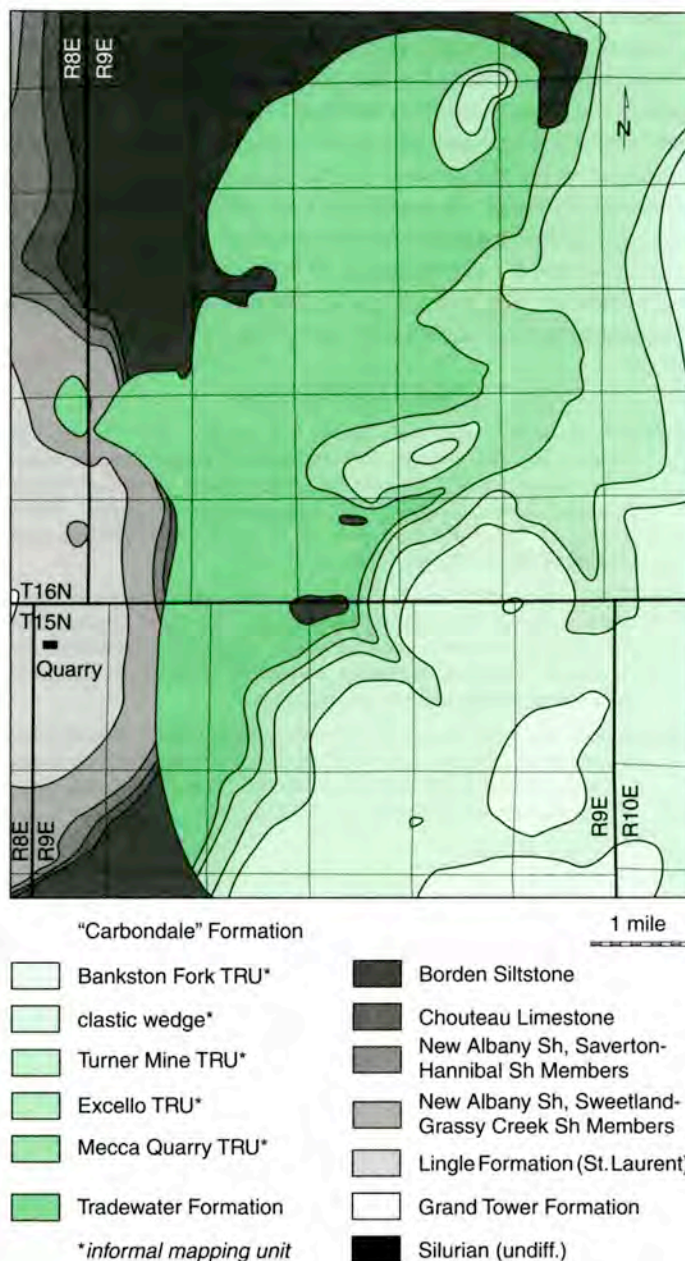 R8E
R9E
N
T16N
T15N
Quarry
R8E
R9E
R9E
R10E
"Carbondale" Formation
Bankston Fork TRU*
clastic wedge*
Turner Mine TRU*
Excello TRU*
Mecca Quarry TRU*
Tradewater Formation
*informal mapping unit
1 mile
Borden Siltstone
Chouteau Limestone
New Albany Sh, Saverton-
Hannibal Sh Members
New Albany Sh, Sweetland-
Grassy Creek Sh Members
Lingle Formation (St. Laurent)
Grand Tower Formation
Silurian (undiff.)